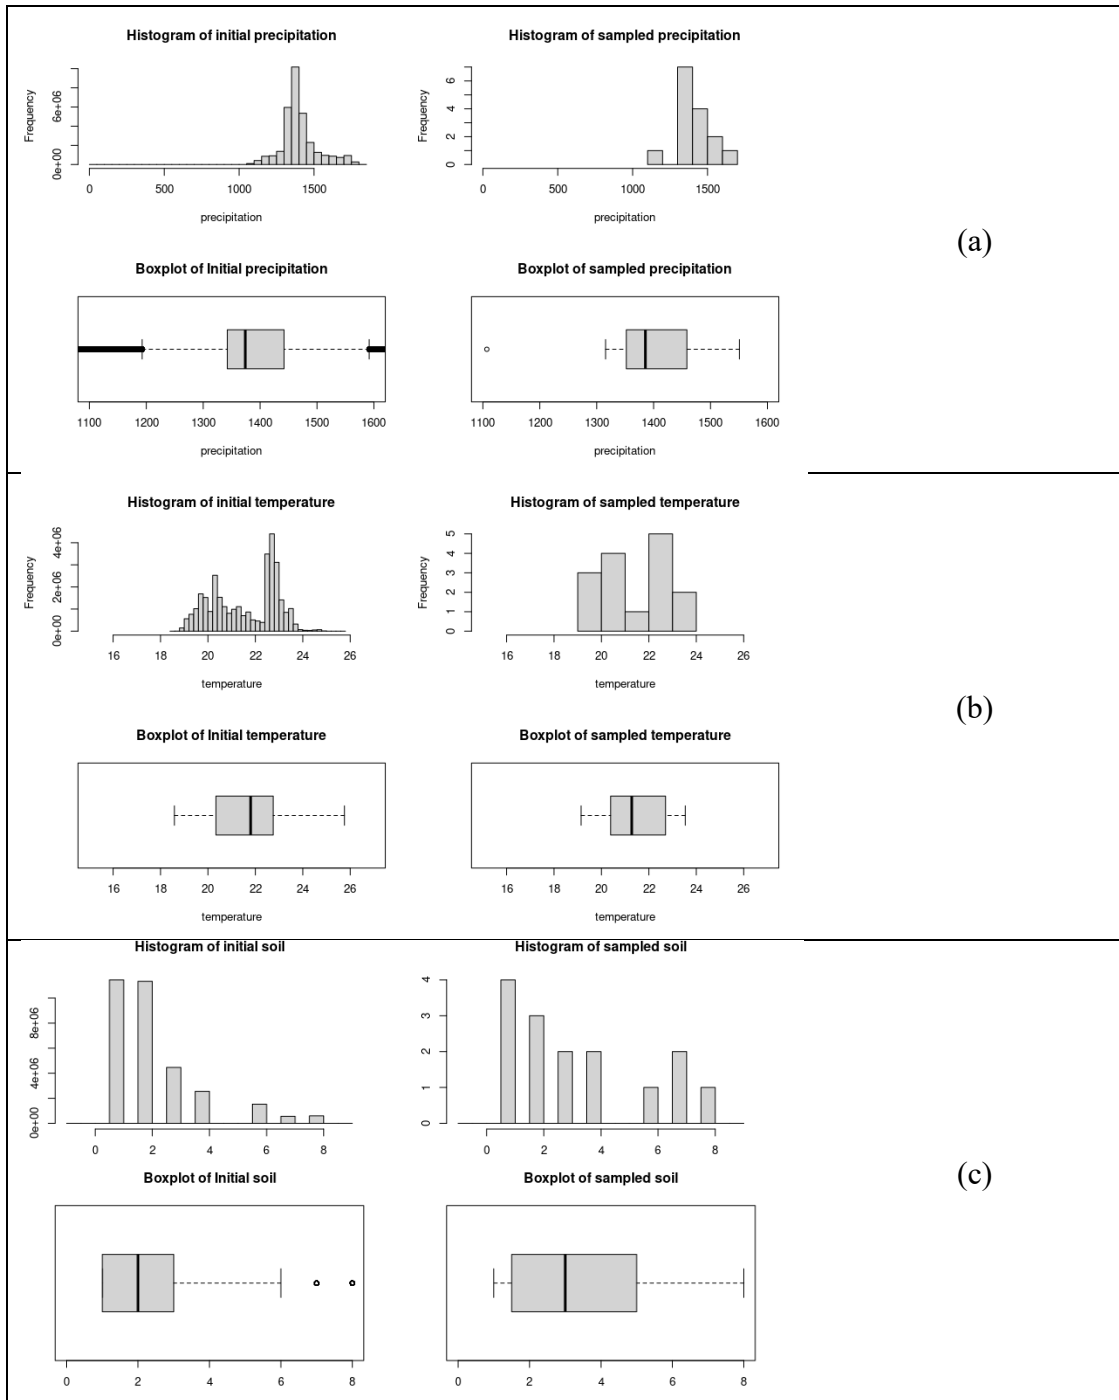 Histogram of initial precipitation
Histogram of sampled precipitation
Frequency
0e+00 6e+06
0 500 1000 1500
precipitation
Frequency
0 2 4 6
0 500 1000 1500
precipitation
(a)
Boxplot of Initial precipitation
Boxplot of sampled precipitation
1100 1200 1300 1400 1500 1600
precipitation
1100 1200 1300 1400 1500 1600
precipitation
Histogram of initial temperature
Histogram of sampled temperature
Frequency
0e+00 2e+06 4e+06
16 18 20 22 24 26
temperature
Frequency
0 1 2 3 4 5
16 18 20 22 24 26
temperature
(b)
Boxplot of Initial temperature
Boxplot of sampled temperature
16 18 20 22 24 26
temperature
16 18 20 22 24 26
temperature
Histogram of initial soil
Histogram of sampled soil
0e+00 4e+06 8e+06
0 2 4 6 8
0 1 2 3 4
0 2 4 6 8
(c)
Boxplot of Initial soil
Boxplot of sampled soil
0 2 4 6 8
0 2 4 6 8